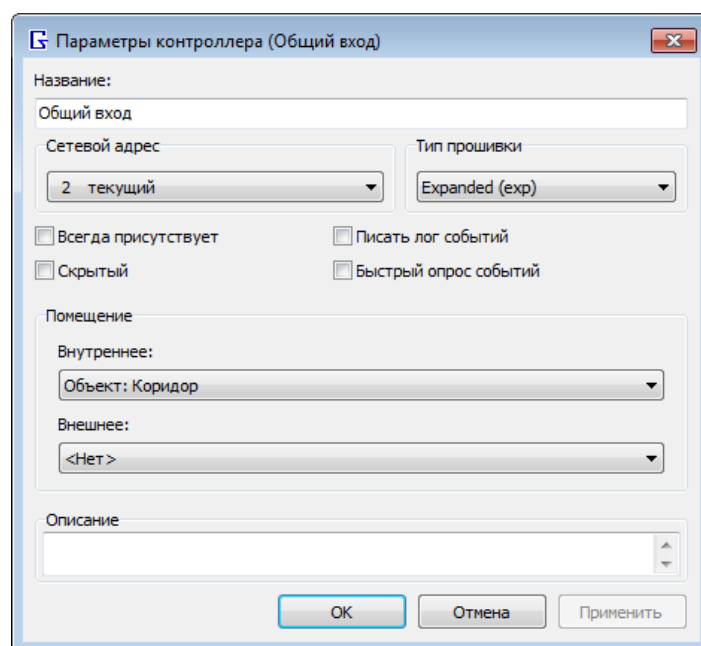 Параметры контроллера (Общий вход)
Название:
Общий вход
Сетевой адрес
Тип прошивки
2 текущий
Expanded (exp)
Всегда присутствует
Писать лог событий
Скрытый
Быстрый опрос событий
Помещение
Внутреннее:
Объект: Коридор
Внешнее:
<Нет>
Описание
OK
Отмена
Применить